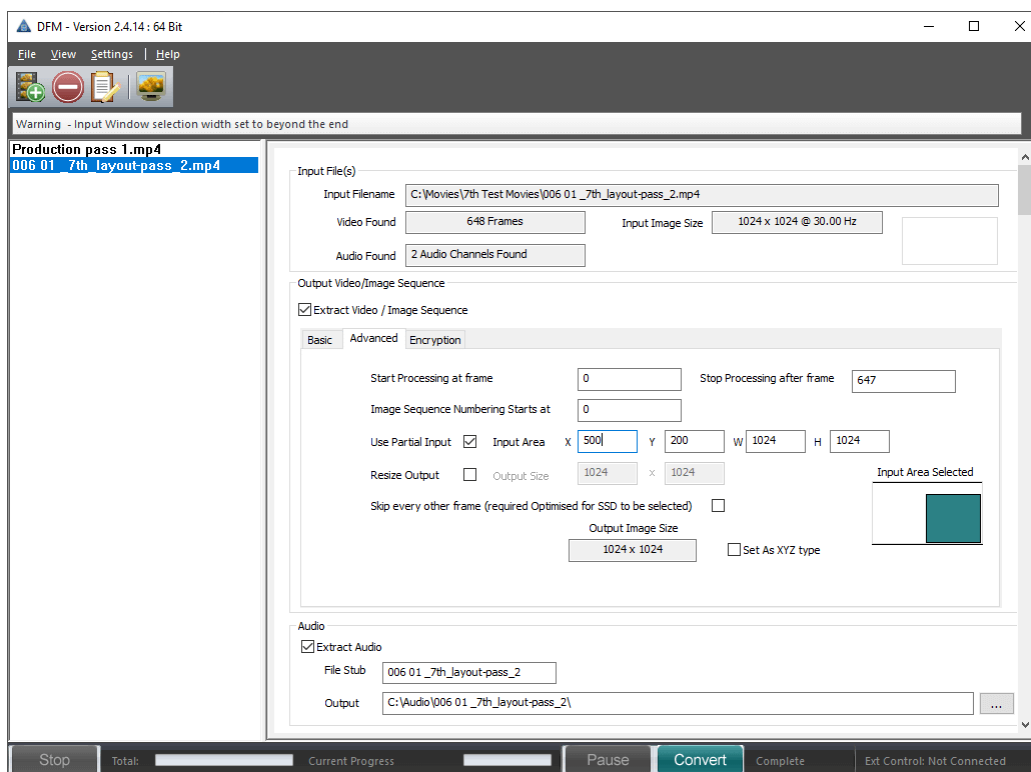 DFM - Version 2.4.14 : 64 Bit
File View Settings | Help
Warning - Input Window selection width set to beyond the end
Production pass 1.mp4
006 01 _7th_layout-pass_2.mp4
Input File(s)
Input Filename C:\Movies\7th Test Movies\006 01 _7th_layout-pass_2.mp4
Video Found 648 Frames Input Image Size 1024 x 1024 @ 30.00 Hz
Audio Found 2 Audio Channels Found
Output Video/Image Sequence
Extract Video / Image Sequence
Basic Advanced Encryption
Start Processing at frame 0 Stop Processing after frame 647
Image Sequence Numbering Starts at 0
Use Partial Input Input Area X 500 Y 200 W 1024 H 1024
Resize Output Output Size 1024 x 1024 Input Area Selected
Skip every other frame (required Optimised for SSD to be selected)
Output Image Size
1024 x 1024 Set As XYZ type
Audio
Extract Audio
File Stub 006 01 _7th_layout-pass_2
Output C:\Audio\006 01 _7th_layout-pass_2\ ...
Stop Total: Current Progress Pause Convert Complete Ext Control: Not Connected